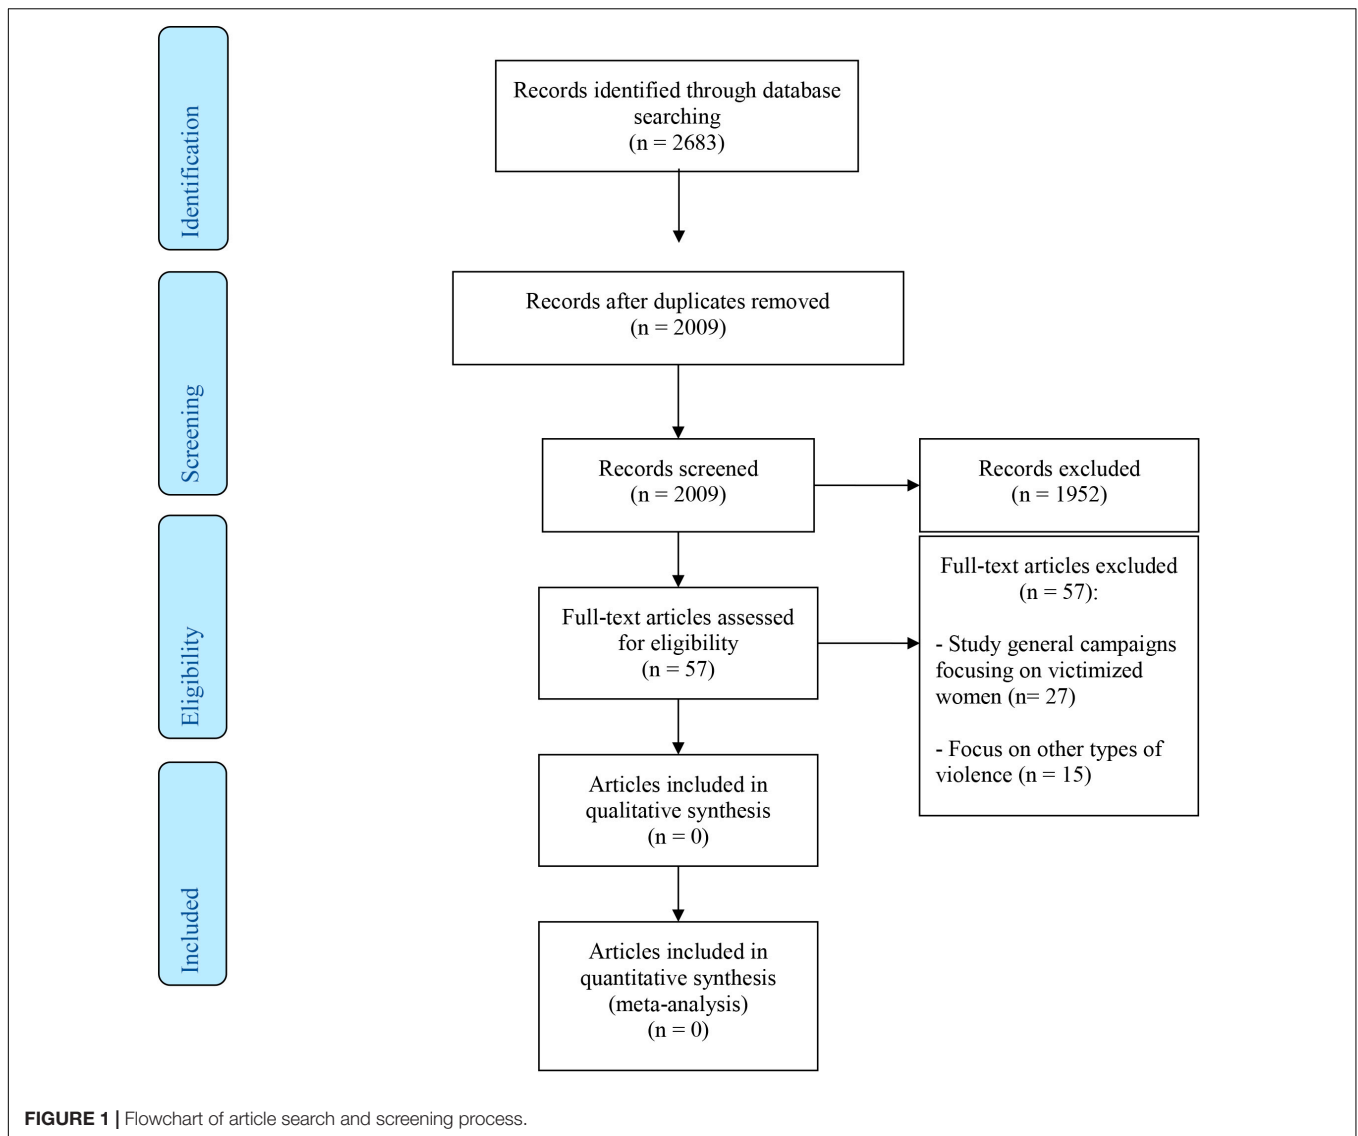 Identification
Records identified through database
searching
(n = 2683)
Records after duplicates removed
(n = 2009)
Screening
Records screened
(n = 2009)
Records excluded
(n = 1952)
Eligibility
Full-text articles assessed
for eligibility
(n = 57)
Full-text articles excluded
(n = 57):
- Study general campaigns
focusing on victimized
women (n= 27)
- Focus on other types of
violence (n = 15)
Included
Articles included in
qualitative synthesis
(n = 0)
Articles included in
quantitative synthesis
(meta-analysis)
(n = 0)
FIGURE 1 | Flowchart of article search and screening process.